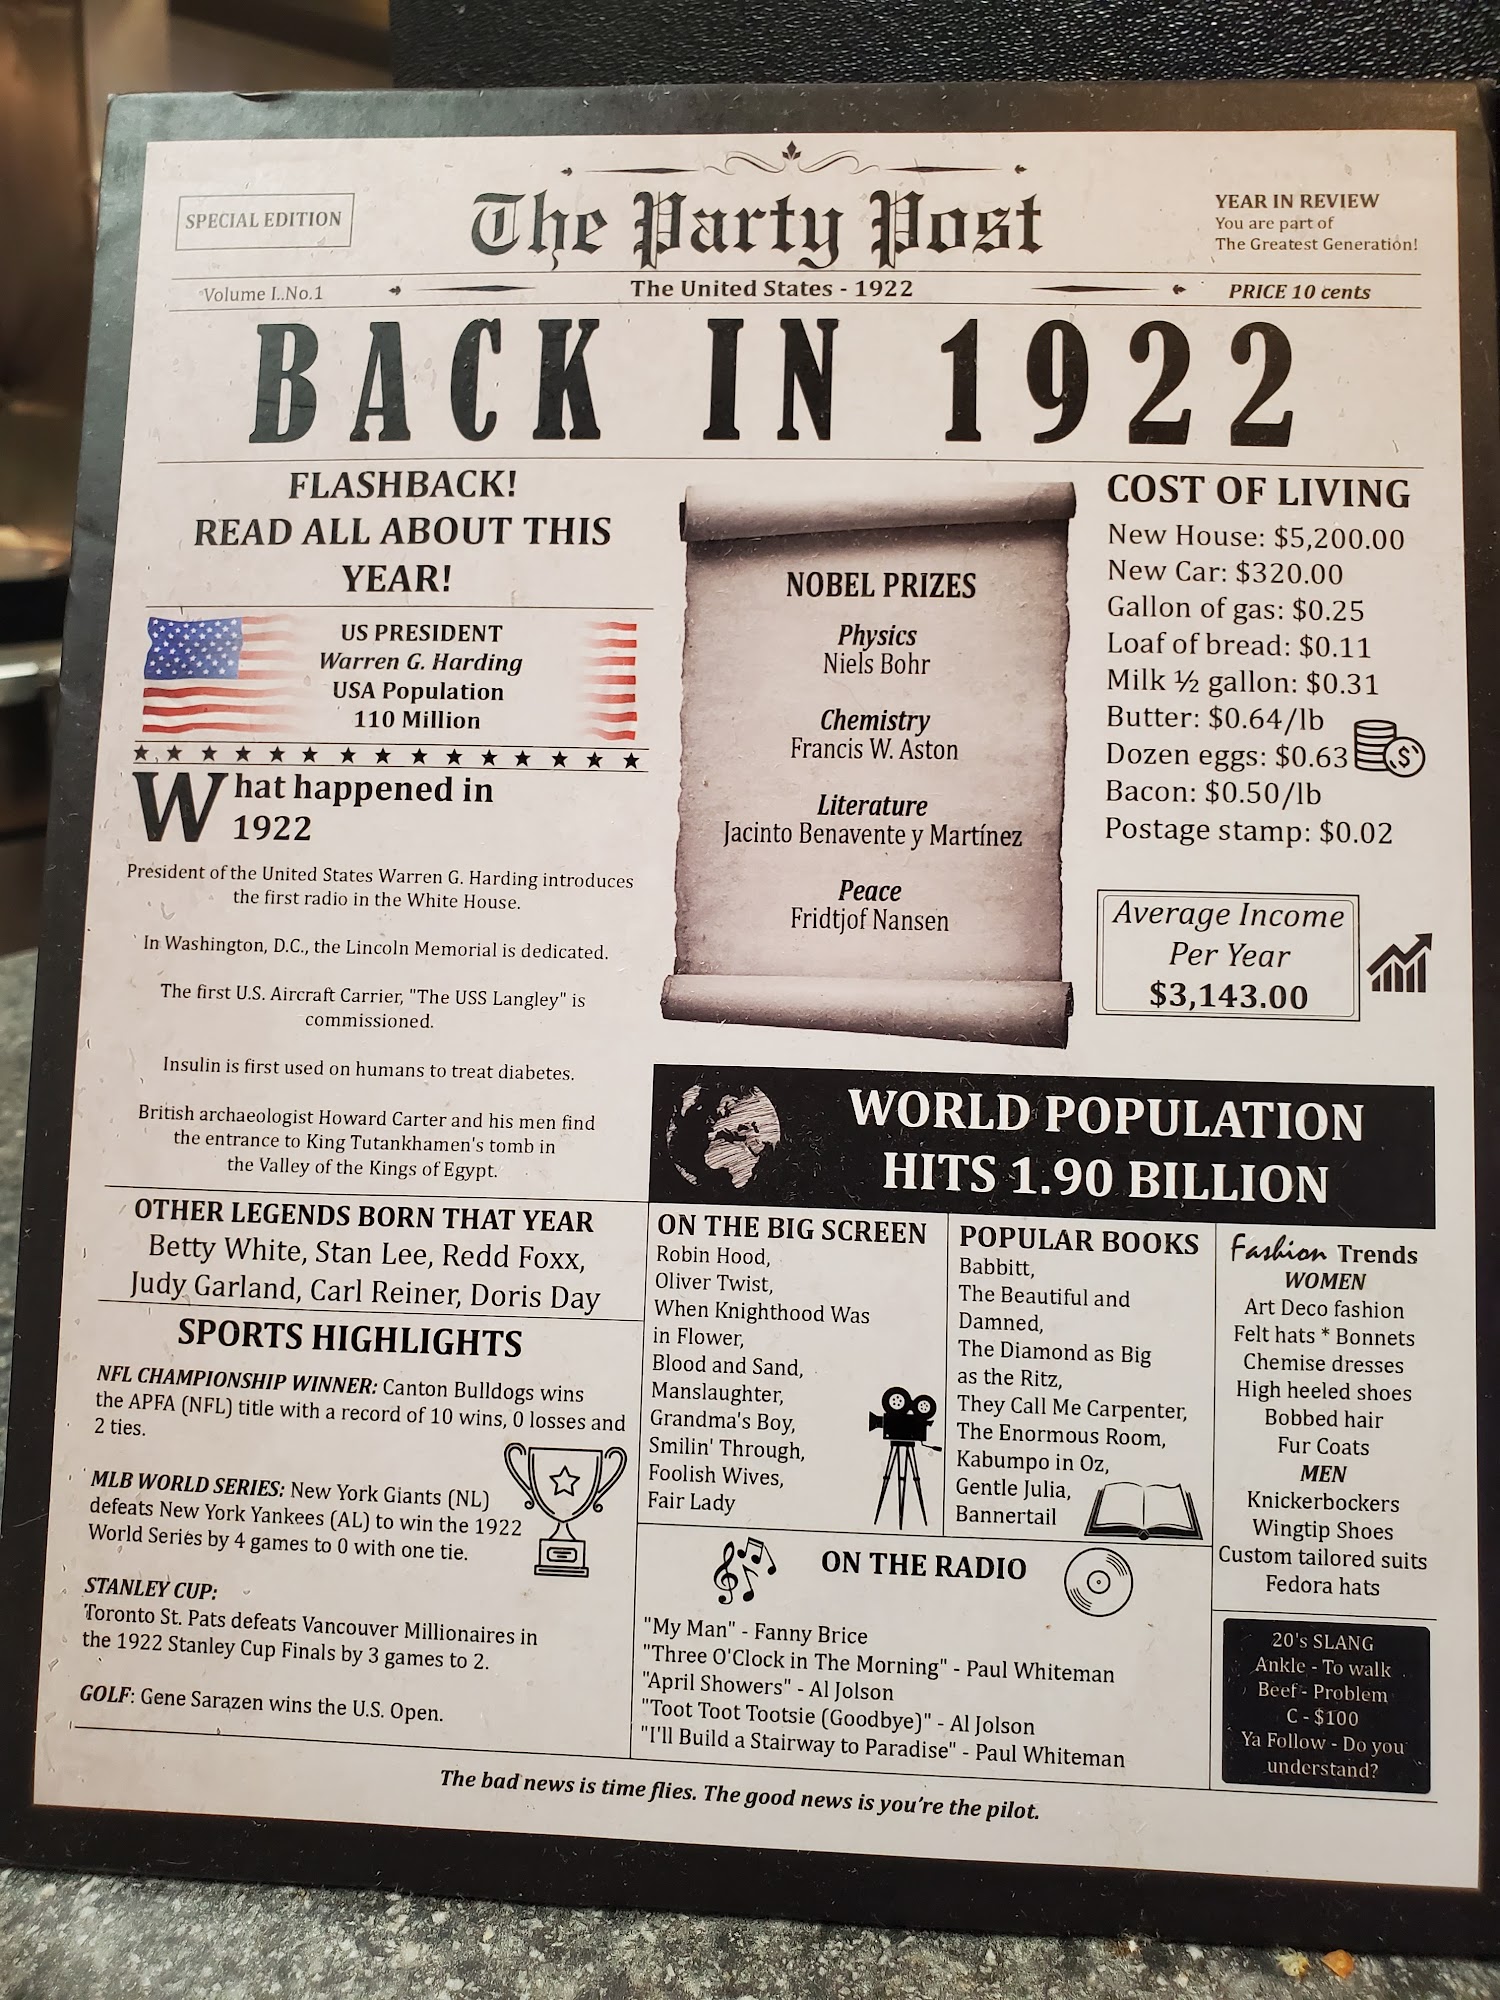 SPECIAL EDITION
The Party Post
YEAR IN REVIEW
You are part of
The Greatest Generation!
Volume I..No.1
The United States - 1922
PRICE 10 cents
BACK IN 1922
FLASHBACK!
READ ALL ABOUT THIS
YEAR!
US PRESIDENT
Warren G. Harding
USA Population
110 Million
What happened in
1922
President of the United States Warren G. Harding introduces
the first radio in the White House.
In Washington, D.C., the Lincoln Memorial is dedicated.
The first U.S. Aircraft Carrier, "The USS Langley" is
commissioned.
Insulin is first used on humans to treat diabetes.
British archaeologist Howard Carter and his men find
the entrance to King Tutankhamen's tomb in
the Valley of the Kings of Egypt.
NOBEL PRIZES
Physics
Niels Bohr
Chemistry
Francis W. Aston
Literature
Jacinto Benavente y Martínez
Peace
Fridtjof Nansen
COST OF LIVING
New House: $5,200.00
New Car: $320.00
Gallon of gas: $0.25
Loaf of bread: $0.11
Milk ½ gallon: $0.31
Butter: $0.64/lb
Dozen eggs: $0.63
$
Bacon: $0.50/lb
Postage stamp: $0.02
Average Income
Per Year
$3,143.00
WORLD POPULATION
HITS 1.90 BILLION
OTHER LEGENDS BORN THAT YEAR
Betty White, Stan Lee, Redd Foxx,
Judy Garland, Carl Reiner, Doris Day
SPORTS HIGHLIGHTS
NFL CHAMPIONSHIP WINNER: Canton Bulldogs wins
the APFA (NFL) title with a record of 10 wins, 0 losses and
2 ties.
MLB WORLD SERIES: New York Giants (NL)
defeats New York Yankees (AL) to win the 1922
World Series by 4 games to 0 with one tie.
STANLEY CUP:
Toronto St. Pats defeats Vancouver Millionaires in
the 1922 Stanley Cup Finals by 3 games to 2.
GOLF: Gene Sarazen wins the U.S. Open.
ON THE BIG SCREEN
Robin Hood,
Oliver Twist,
When Knighthood Was
in Flower,
Blood and Sand,
Manslaughter,
Grandma's Boy,
Smilin' Through,
Foolish Wives,
Fair Lady
POPULAR BOOKS
Babbitt,
The Beautiful and
Damned,
The Diamond as Big
as the Ritz,
They Call Me Carpenter,
The Enormous Room,
Kabumpo in Oz,
Gentle Julia,
Bannertail
Fashion Trends
WOMEN
Art Deco fashion
Felt hats * Bonnets
Chemise dresses
High heeled shoes
Bobbed hair
Fur Coats
MEN
Knickerbockers
Wingtip Shoes
Custom tailored suits
Fedora hats
ON THE RADIO
"My Man" - Fanny Brice
"Three O'Clock in The Morning" - Paul Whiteman
"April Showers" - Al Jolson
"Toot Toot Tootsie (Goodbye)" - Al Jolson
"I'll Build a Stairway to Paradise" - Paul Whiteman
20's SLANG
Ankle - To walk
Beef - Problem
C - $100
Ya Follow - Do you
understand?
The bad news is time flies. The good news is you're the pilot.